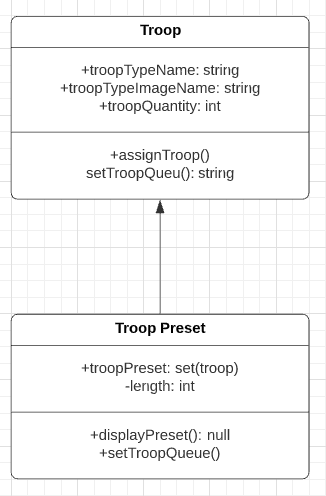 Troop
+troopTypeName: string
+troopTypeImageName: string
+troopQuantity: int
+assignTroop()
setTroopQueu(): string
Troop Preset
+troopPreset: set(troop)
-length: int
+displayPreset(): null
+setTroopQueue()